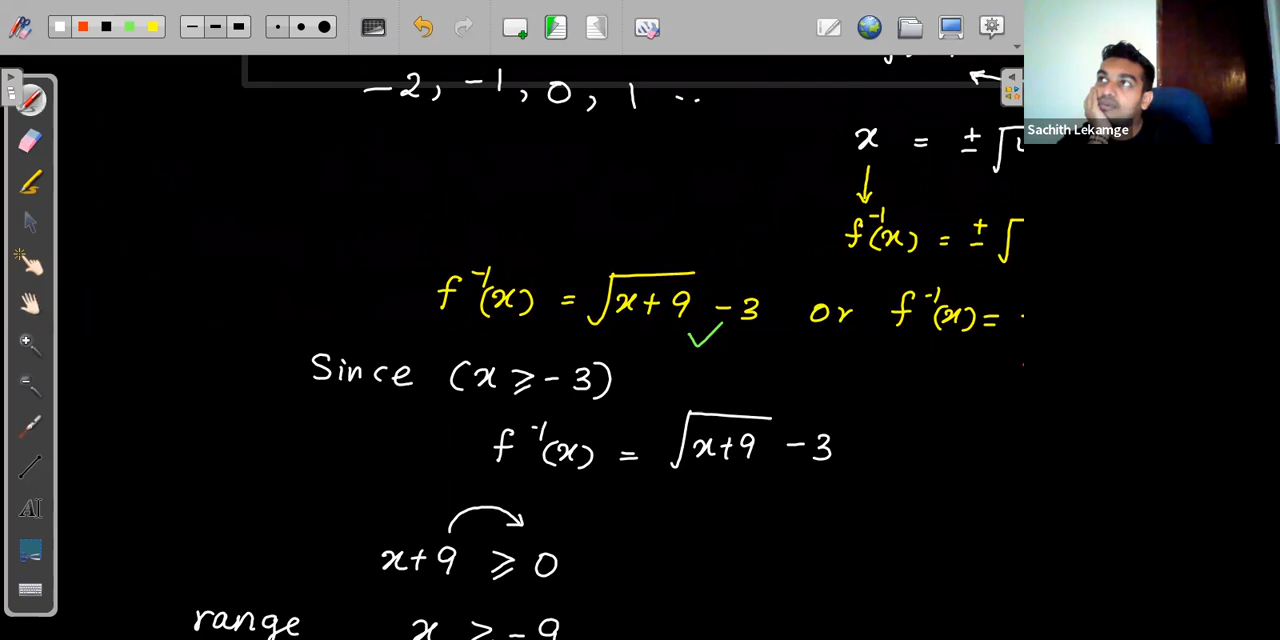 -2, -1, 0, 1 ..
Sachith Lekamge
x = ± √
f⁻¹(x) = ± √
f⁻¹(x) = √x+9 - 3 or f⁻¹(x) =
Since (x ≥ -3)
f⁻¹(x) = √x+9 - 3
x+9 ≥ 0
range x ≥ -9